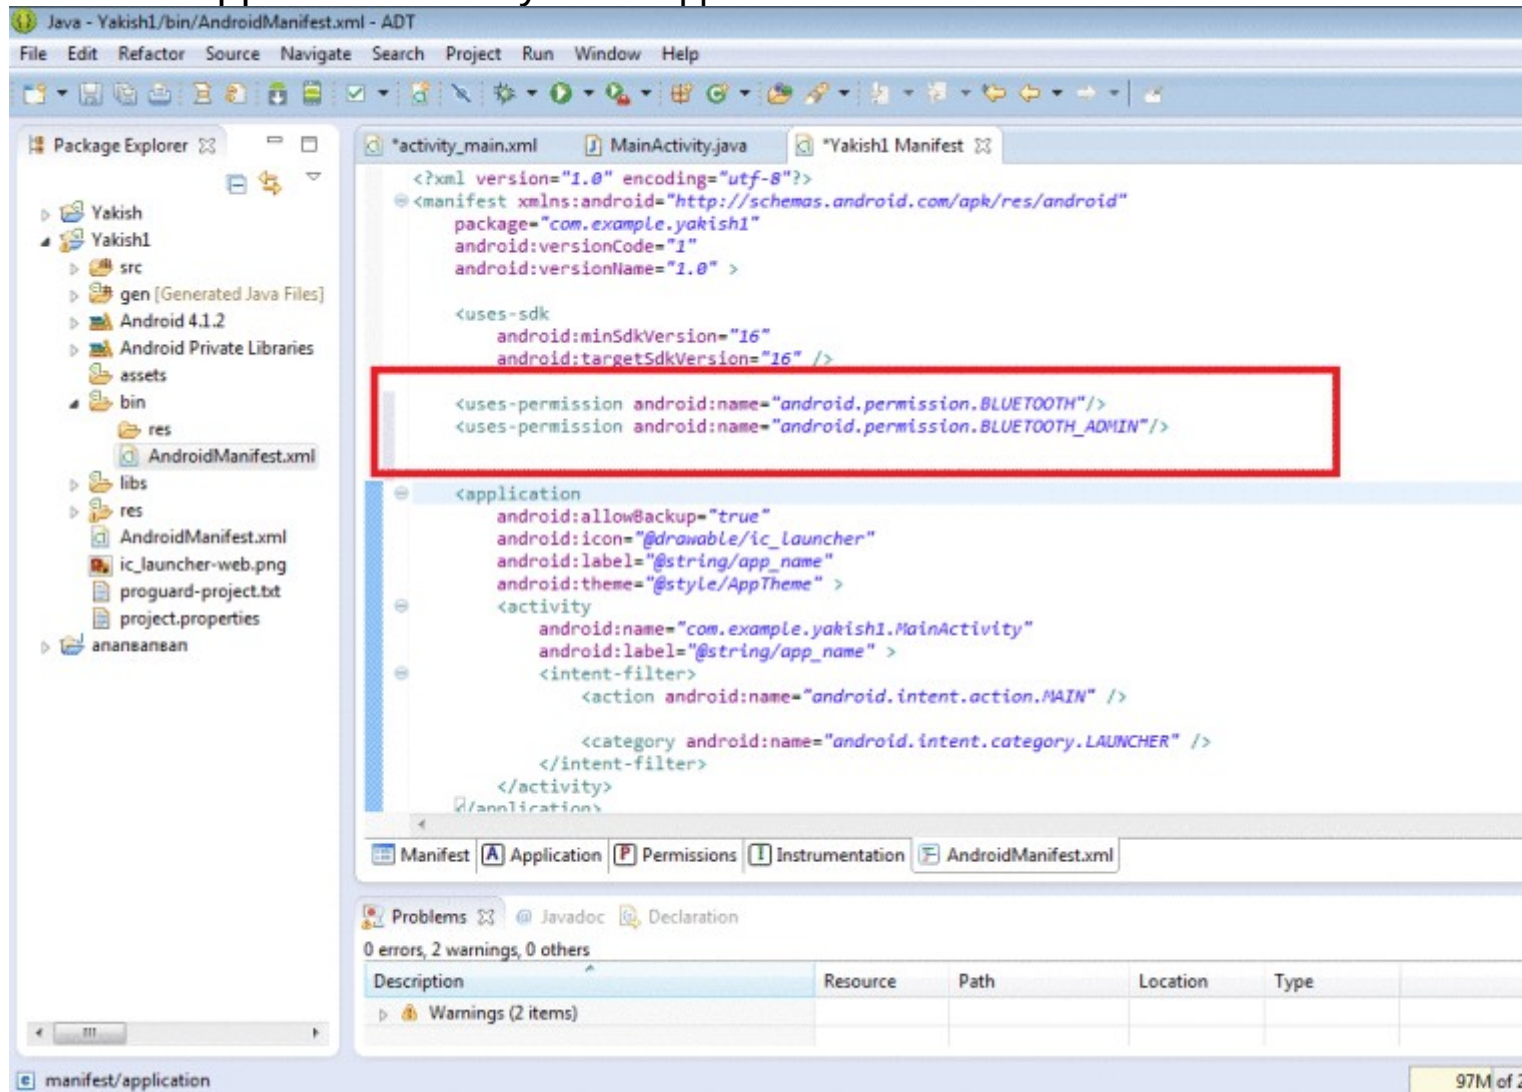 Java - Yakish1/bin/AndroidManifest.xml - ADT
File Edit Refactor Source Navigate Search Project Run Window Help
Package Explorer
*activity_main.xml
MainActivity.java
*Yakish1 Manifest
Yakish
Yakish1
src
gen [Generated Java Files]
Android 4.1.2
Android Private Libraries
assets
bin
res
AndroidManifest.xml
libs
res
AndroidManifest.xml
ic_launcher-web.png
proguard-project.txt
project.properties
<?xml version="1.0" encoding="utf-8"?>
<manifest xmlns:android="http://schemas.android.com/apk/res/android"
package="com.example.yakish1"
android:versionCode="1"
android:versionName="1.0" >
<uses-sdk
android:minSdkVersion="16"
android:targetSdkVersion="16" />
<uses-permission android:name="android.permission.BLUETOOTH"/>
<uses-permission android:name="android.permission.BLUETOOTH_ADMIN"/>
<application
android:allowBackup="true"
android:icon="@drawable/ic_launcher"
android:label="@string/app_name"
android:theme="@style/AppTheme" >
<activity
android:name="com.example.yakish1.MainActivity"
android:label="@string/app_name" >
<intent-filter>
<action android:name="android.intent.action.MAIN" />
<category android:name="android.intent.category.LAUNCHER" />
</intent-filter>
</activity>
</application>
Manifest
Application
Permissions
Instrumentation
AndroidManifest.xml
Problems
Javadoc
Declaration
0 errors, 2 warnings, 0 others
Description Resource Path Location Type
Warnings (2 items)
manifest/application
97M of